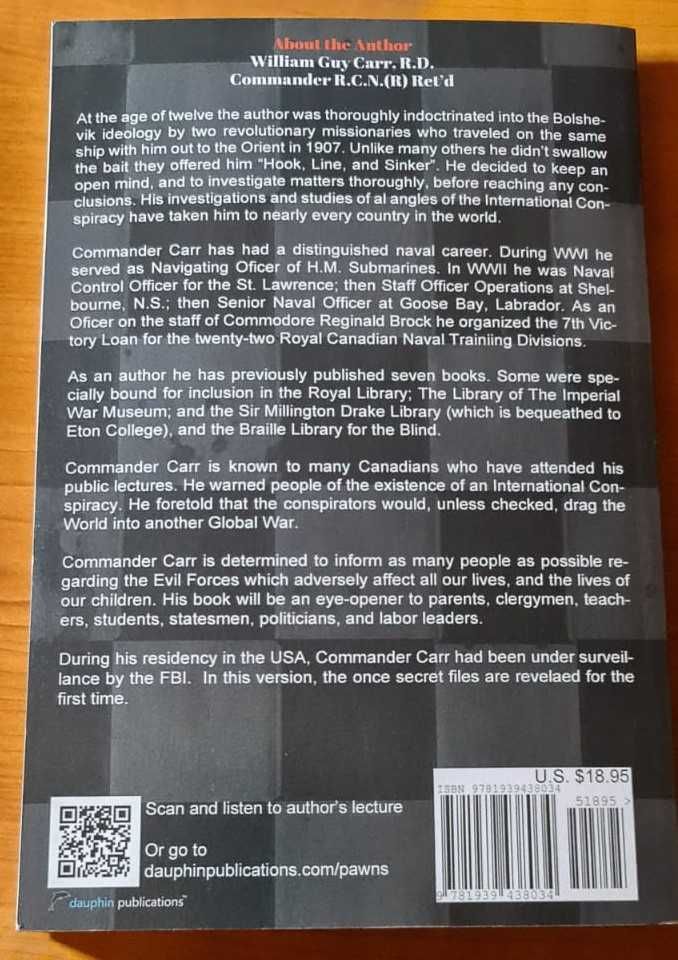 About the Author
William Guy Carr, R.D.
Commander R.C.N.(R) Ret'd
At the age of twelve the author was thoroughly indoctrinated into the Bolshe-
vik ideology by two revolutionary missionaries who traveled on the same
ship with him out to the Orient in 1907. Unlike many others he didn't swallow
the bait they offered him "Hook, Line, and Sinker". He decided to keep an
open mind, and to investigate matters thoroughly, before reaching any con-
clusions. His investigations and studies of al angles of the International Con-
spiracy have taken him to nearly every country in the world.
Commander Carr has had a distinguished naval career. During WWI he
served as Navigating Oficer of H.M. Submarines. In WWII he was Naval
Control Officer for the St. Lawrence; then Staff Officer Operations at Shel-
bourne, N.S.; then Senior Naval Officer at Goose Bay, Labrador. As an
Oficer on the staff of Commodore Reginald Brock he organized the 7th Vic-
tory Loan for the twenty-two Royal Canadian Naval Trainiing Divisions.
As an author he has previously published seven books. Some were spe-
cially bound for inclusion in the Royal Library; The Library of The Imperial
War Museum; and the Sir Millington Drake Library (which is bequeathed to
Eton College), and the Braille Library for the Blind.
Commander Carr is known to many Canadians who have attended his
public lectures. He warned people of the existence of an International Con-
spiracy. He foretold that the conspirators would, unless checked, drag the
World into another Global War.
Commander Carr is determined to inform as many people as possible re-
garding the Evil Forces which adversely affect all our lives, and the lives of
our children. His book will be an eye-opener to parents, clergymen, teach-
ers, students, statesmen, politicians, and labor leaders.
During his residency in the USA, Commander Carr had been under surveil-
lance by the FBI. In this version, the once secret files are revelaed for the
first time.
Scan and listen to author's lecture
Or go to
dauphinpublications.com/pawns
dauphin publications™
U.S. $18.95
ISBN 9781939438034
51895 >
9 781939 438034